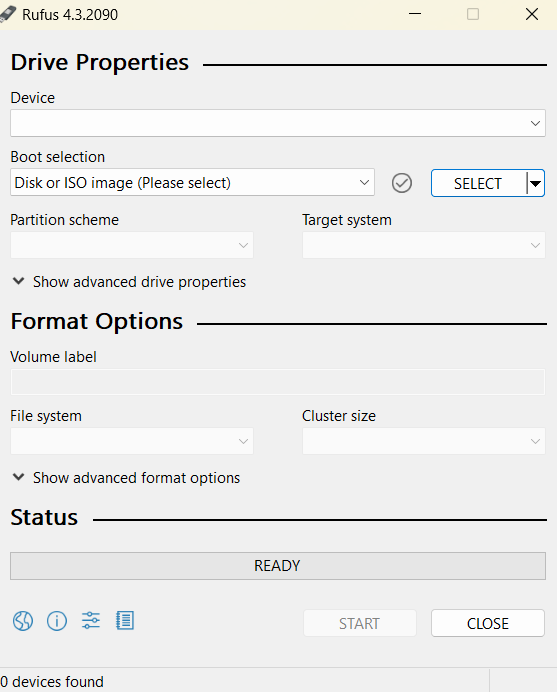 Rufus 4.3.2090
Drive Properties
Device
Boot selection
Disk or ISO image (Please select)
SELECT
Partition scheme
Target system
Show advanced drive properties
Format Options
Volume label
File system
Cluster size
Show advanced format options
Status
READY
START
CLOSE
0 devices found